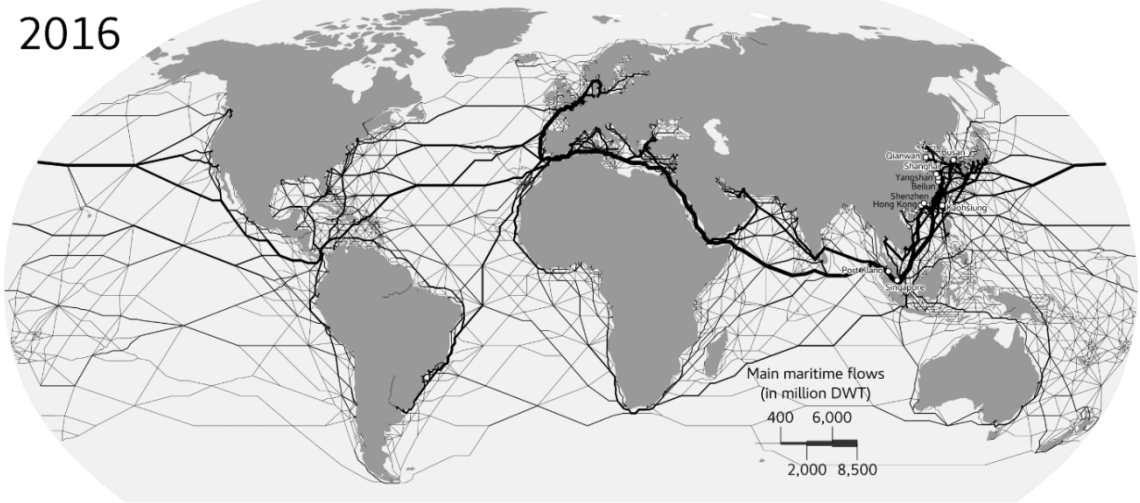 2016
Qianwan
Busan
Shanghai
Yangshan
Beilun
Shenzhen
Hong Kong
Kaohsiung
Port Klang
Singapore
Main maritime flows
(in million DWT)
400 6,000
2,000 8,500